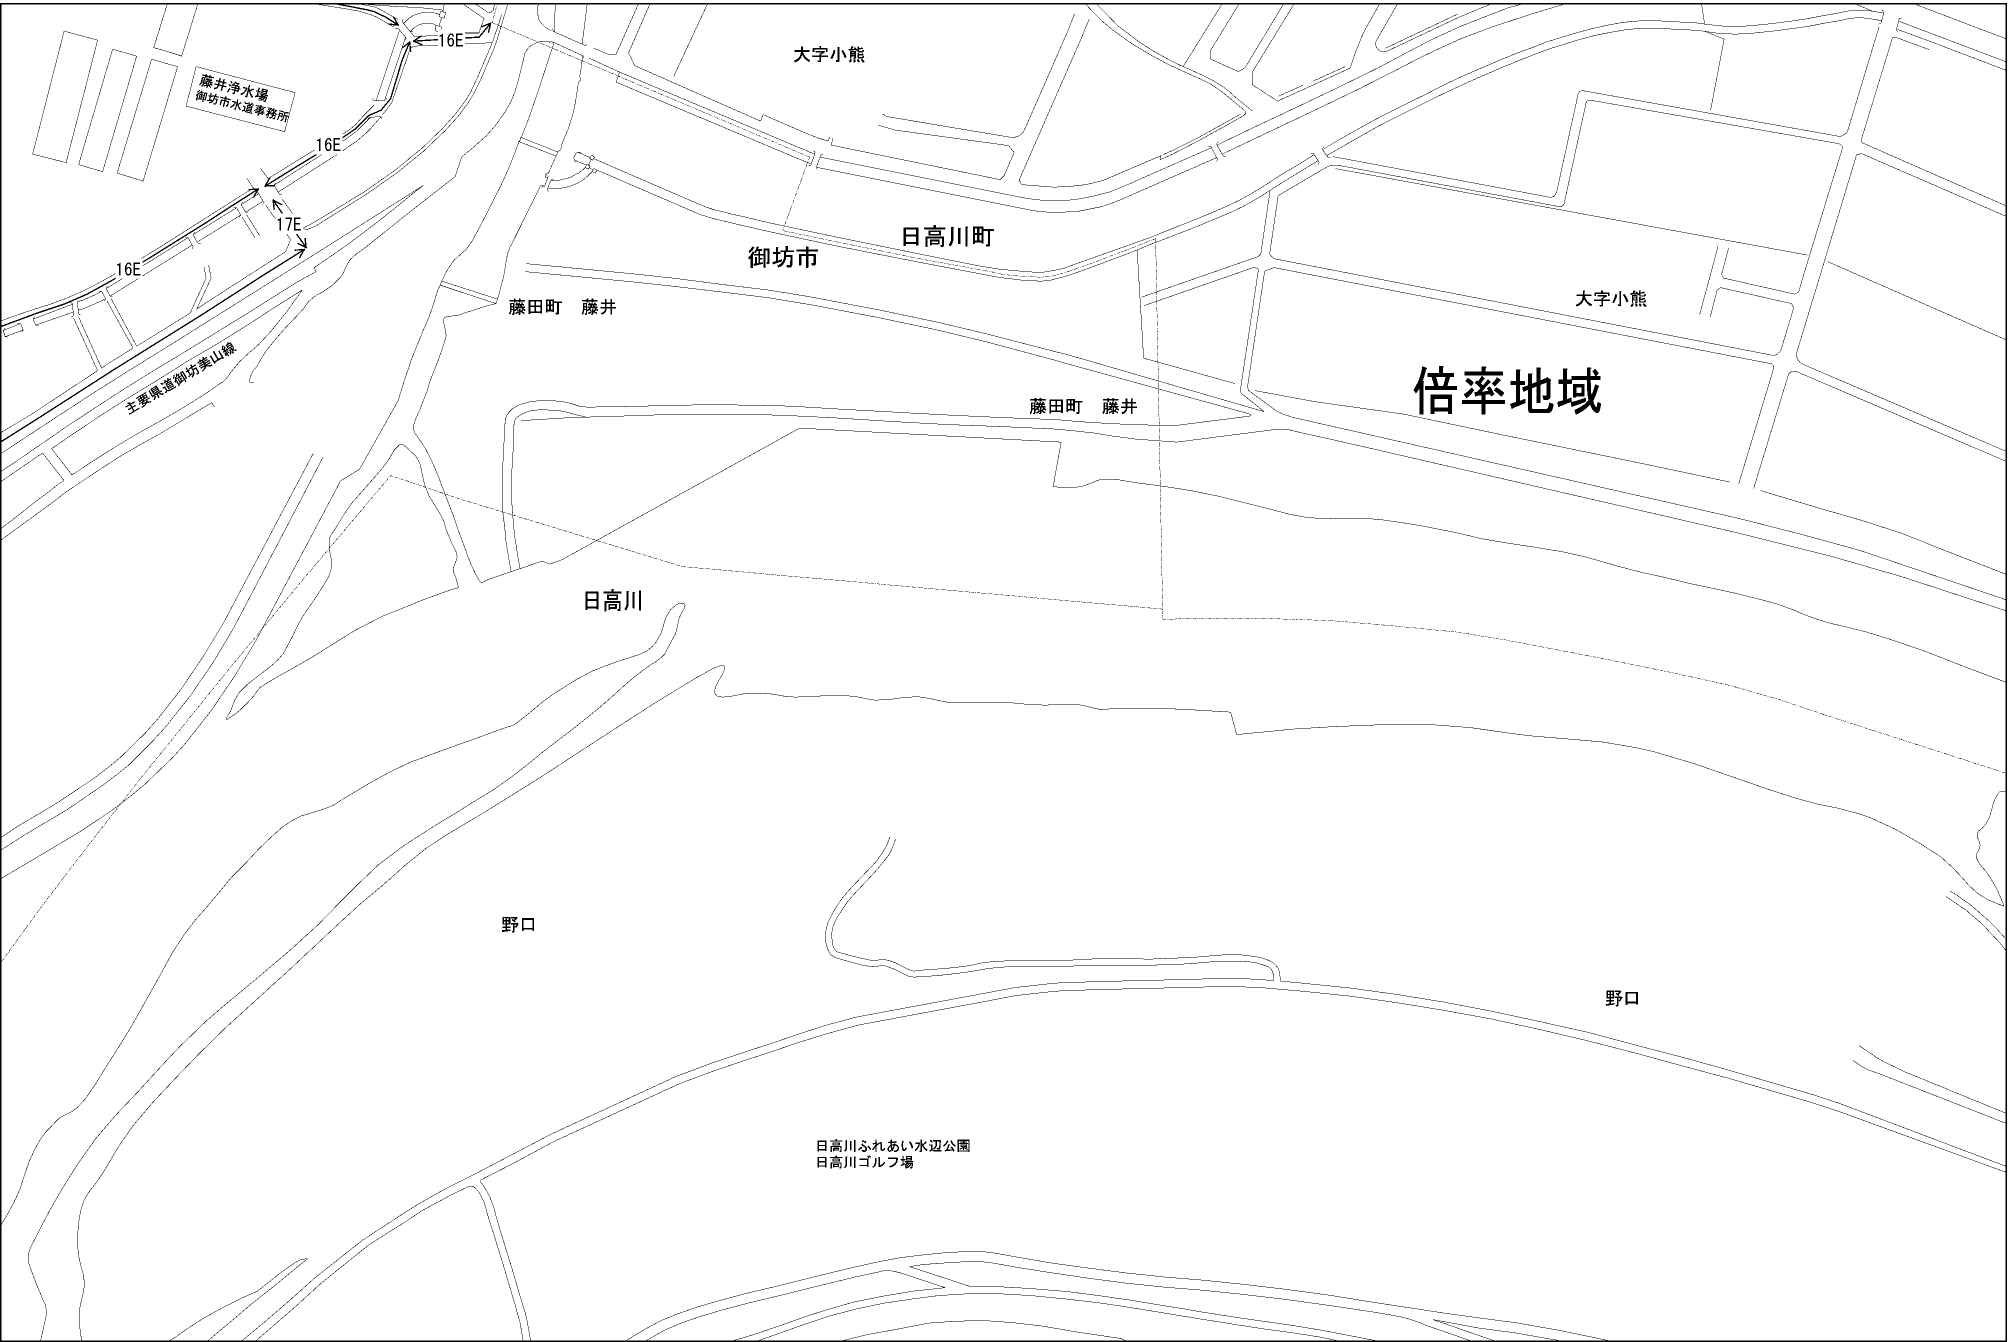 16E
大字小熊
藤井浄水場
御坊市水道事務所
16E
17E
日高川町
御坊市
16E
藤田町　藤井
大字小熊
主要県道御坊美山線
倍率地域
藤田町　藤井
日高川
野口
野口
日高川ふれあい水辺公園
日高川ゴルフ場